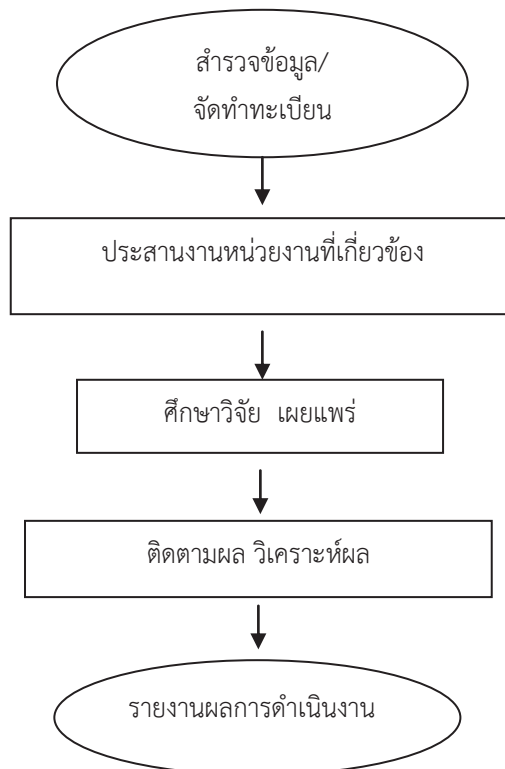 สำรวจข้อมูล/
จัดทำทะเบียน
ประสานงานหน่วยงานที่เกี่ยวข้อง
ศึกษาวิจัย เผยแพร่
ติดตามผล วิเคราะห์ผล
รายงานผลการดำเนินงาน